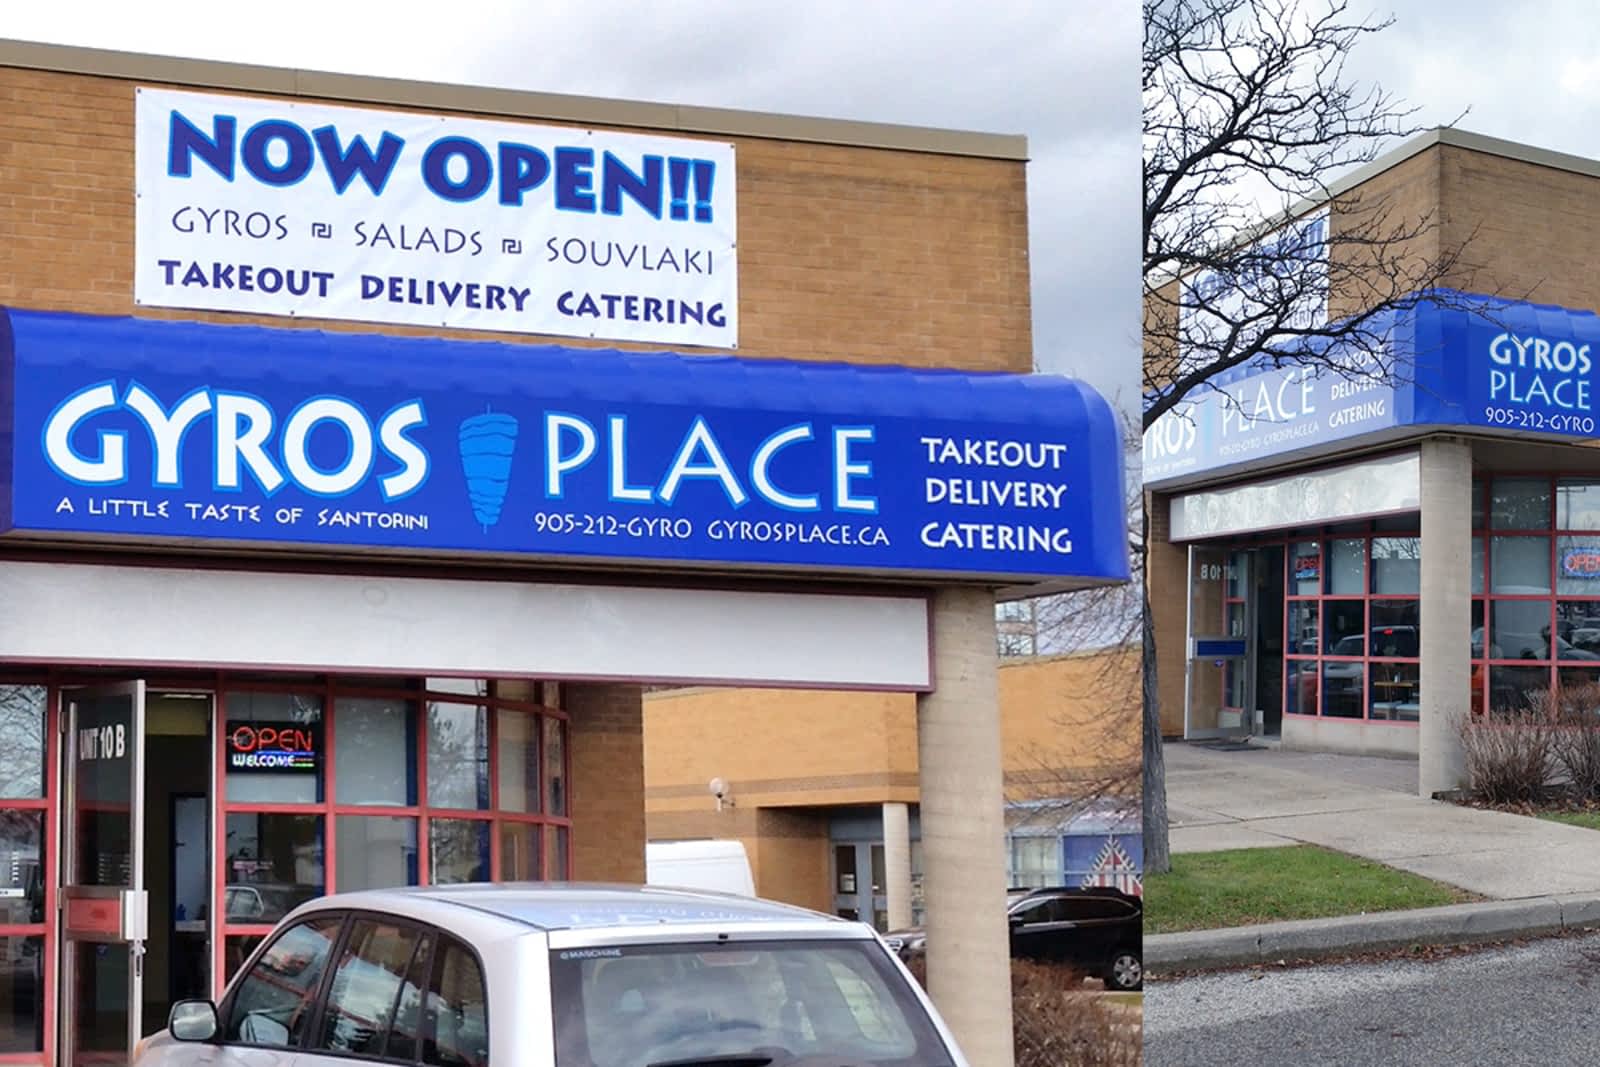 NOW OPEN!!
GYROS SALADS SOUVLAKI
TAKEOUT DELIVERY CATERING
GYROS PLACE
A LITTLE TASTE OF SANTORINI
905-212-GYRO GYROSPLACE.CA
TAKEOUT
DELIVERY
CATERING
UNIT 10 B
OPEN
WELCOME
GYROS
PLACE
905-212-GYRO
PLACE
DELIVERY
CATERING
OPEN